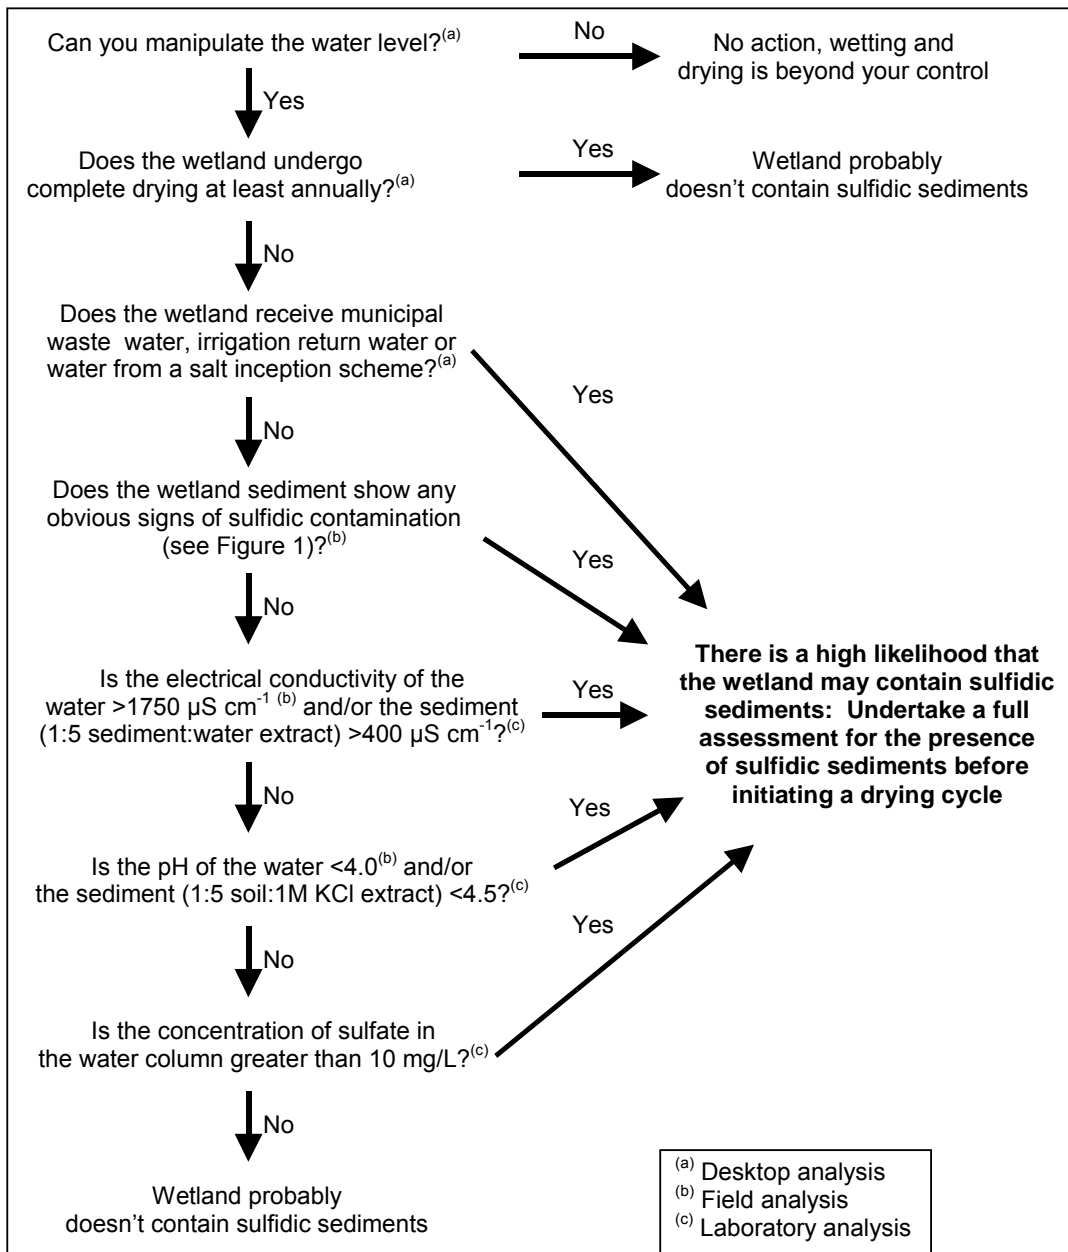 Can you manipulate the water level?(a)
No
No action, wetting and
drying is beyond your control
Yes
Does the wetland undergo
complete drying at least annually?(a)
Yes
Wetland probably
doesn't contain sulfidic sediments
No
Does the wetland receive municipal
waste water, irrigation return water or
water from a salt inception scheme?(a)
Yes
No
Does the wetland sediment show any
obvious signs of sulfidic contamination
(see Figure 1)?(b)
Yes
No
Is the electrical conductivity of the
water >1750 µS cm-1 (b) and/or the sediment
(1:5 sediment:water extract) >400 µS cm-1?(c)
Yes
There is a high likelihood that
the wetland may contain sulfidic
sediments: Undertake a full
assessment for the presence
of sulfidic sediments before
initiating a drying cycle
No
Is the pH of the water <4.0(b) and/or
the sediment (1:5 soil:1M KCl extract) <4.5?(c)
Yes
No
Is the concentration of sulfate in
the water column greater than 10 mg/L?(c)
Yes
No
Wetland probably
doesn't contain sulfidic sediments
(a) Desktop analysis
(b) Field analysis
(c) Laboratory analysis